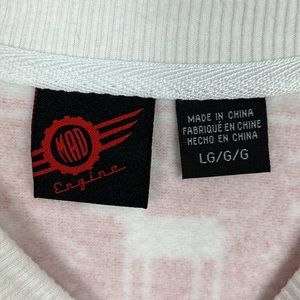 MAD
Engine
MADE IN CHINA
FABRIQUÉ EN CHINE
HECHO EN CHINA
LG/G/G